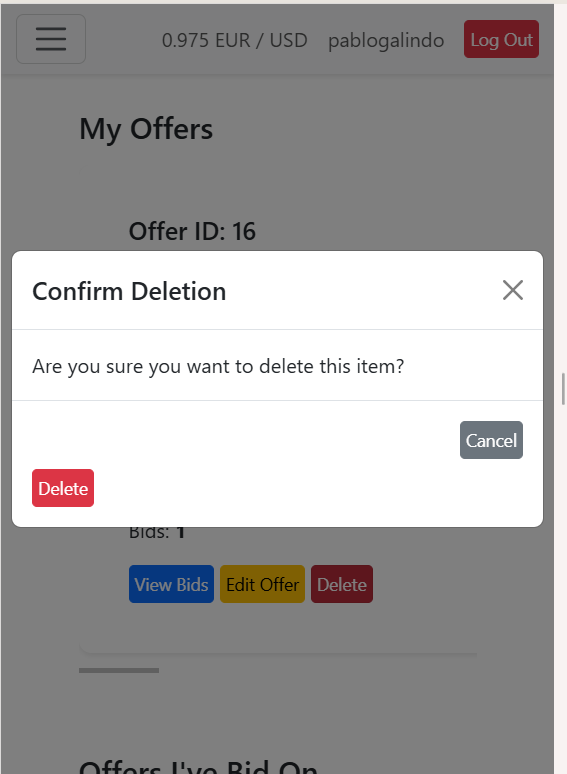 0.975 EUR / USD pablogalindo Log Out
My Offers
Offer ID: 16
Confirm Deletion
Are you sure you want to delete this item?
Cancel
Delete
Bids: 1
View Bids Edit Offer Delete
Offers I've Bid On